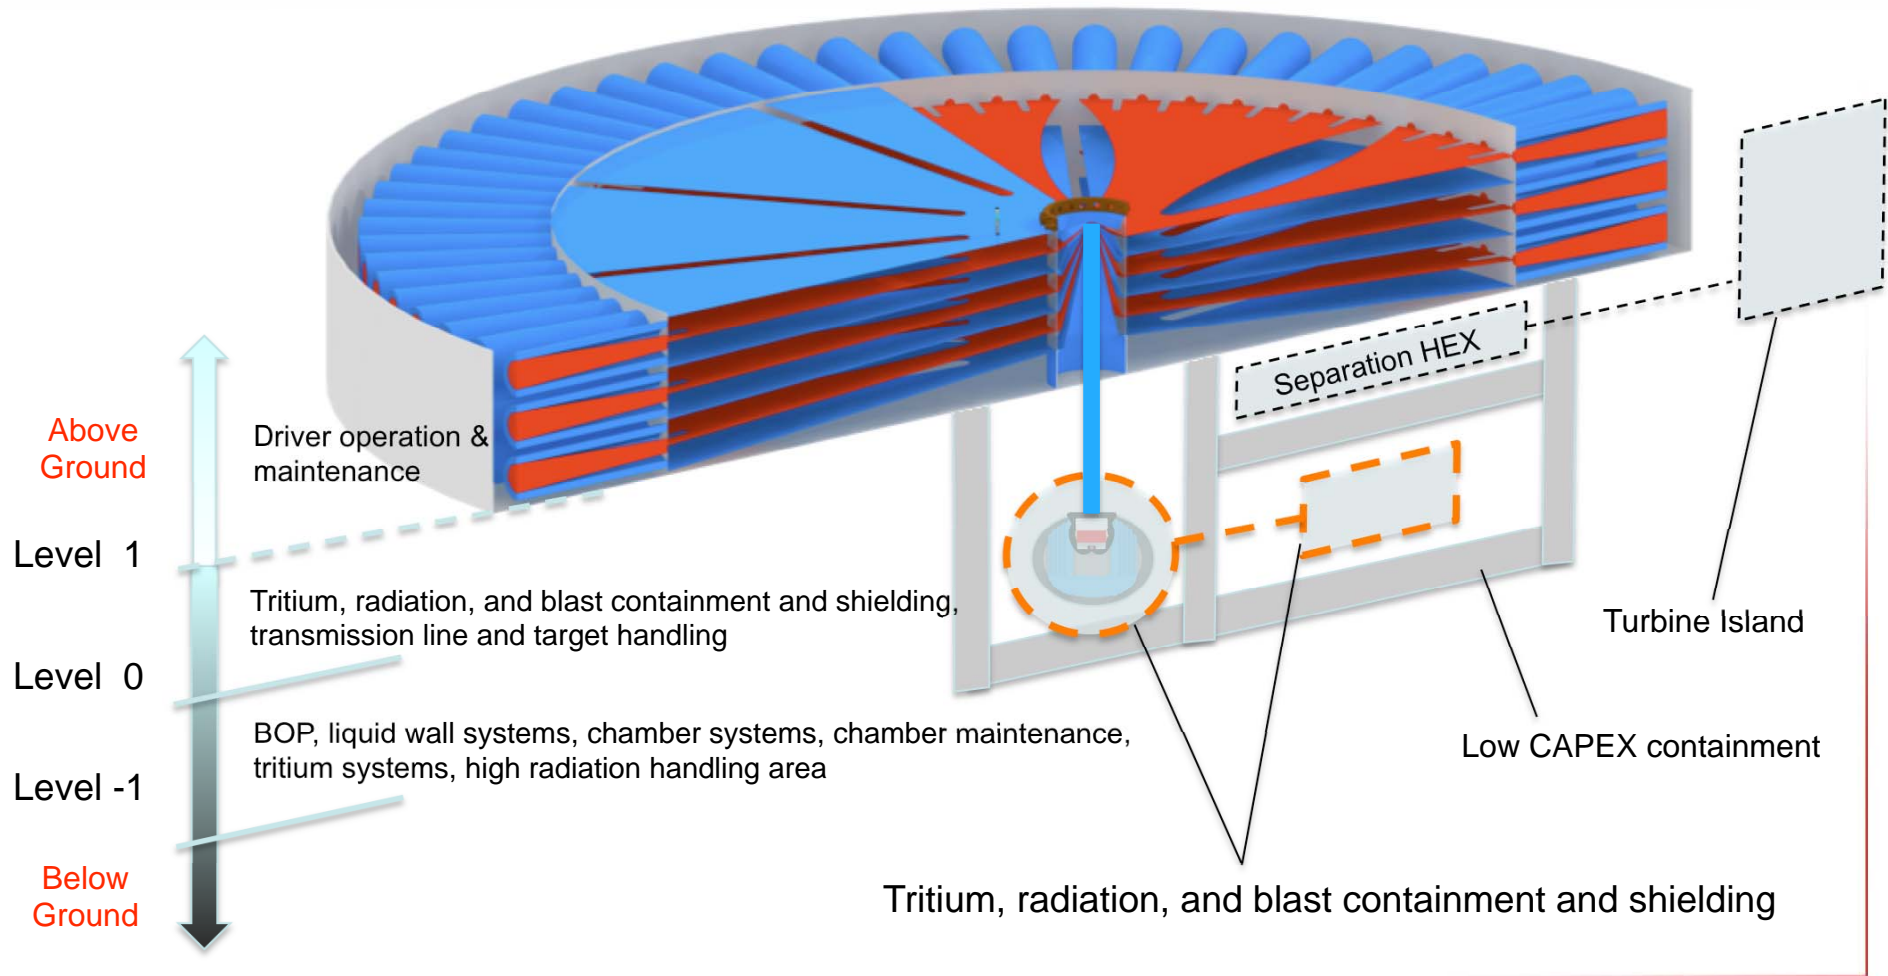 Separation HEX
Above
Ground
Driver operation &
maintenance
Level 1
Tritium, radiation, and blast containment and shielding,
transmission line and target handling
Turbine Island
Level 0
BOP, liquid wall systems, chamber systems, chamber maintenance,
tritium systems, high radiation handling area
Low CAPEX containment
Level -1
Below
Ground
Tritium, radiation, and blast containment and shielding